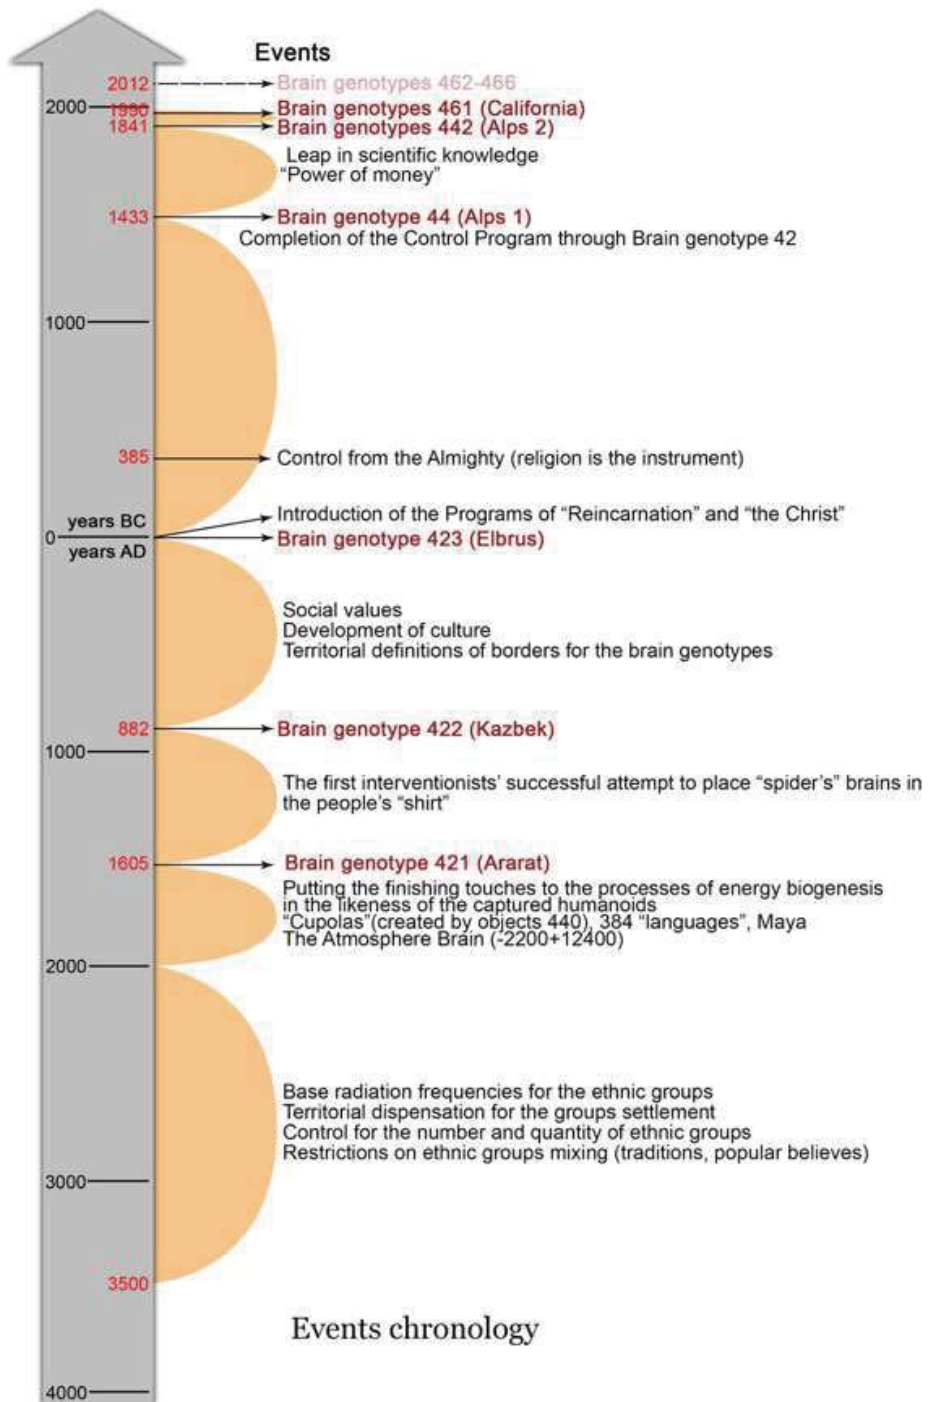 Events
2012 Brain genotypes 462-466
2000
1990 Brain genotypes 461 (California)
1841 Brain genotypes 442 (Alps 2)
Leap in scientific knowledge
“Power of money”
1433 Brain genotype 44 (Alps 1)
Completion of the Control Program through Brain genotype 42
1000
385 Control from the Almighty (religion is the instrument)
Introduction of the Programs of “Reincarnation” and “the Christ”
years BC
0 Brain genotype 423 (Elbrus)
years AD
Social values
Development of culture
Territorial definitions of borders for the brain genotypes
882 Brain genotype 422 (Kazbek)
1000
The first interventionists’ successful attempt to place “spider’s” brains in
the people’s “shirt”
1605 Brain genotype 421 (Ararat)
Putting the finishing touches to the processes of energy biogenesis
in the likeness of the captured humanoids
“Cupolas”(created by objects 440), 384 “languages”, Maya
The Atmosphere Brain (-2200+12400)
2000
Base radiation frequencies for the ethnic groups
Territorial dispensation for the groups settlement
Control for the number and quantity of ethnic groups
Restrictions on ethnic groups mixing (traditions, popular believes)
3000
3500
Events chronology
4000